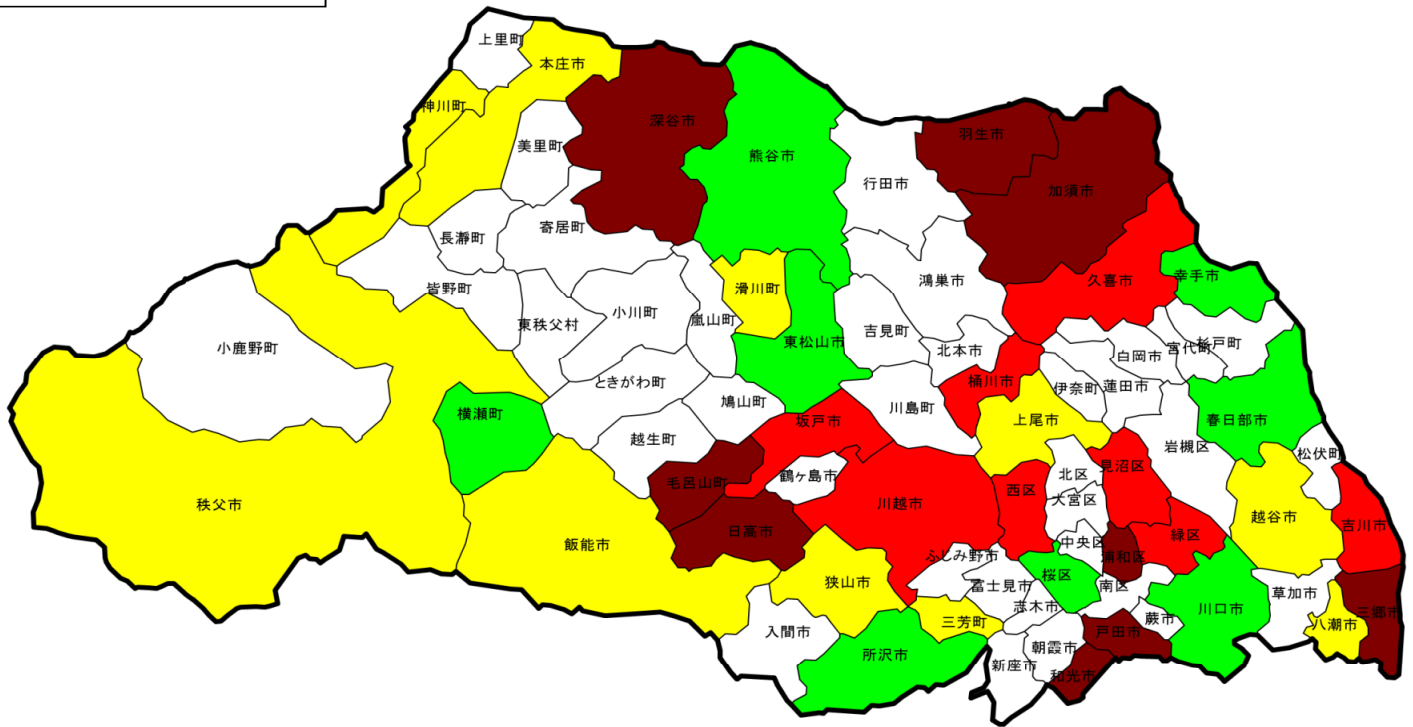 上里町
本庄市
神川町
深谷市
羽生市
美里町
熊谷市
行田市
加須市
長瀞町
寄居町
久喜市
幸手市
皆野町
滑川町
鴻巣市
小鹿野町
東秩父村
小川町
嵐山町
東松山市
吉見町
北本市
白岡市
宮代町
杉戸町
ときがわ町
桶川市
伊奈町
蓮田市
横瀬町
鳩山町
川島町
上尾市
春日部市
越生町
坂戸市
岩槻区
松伏町
鶴ヶ島市
北区
見沼区
毛呂山町
西区
大宮区
秩父市
川越市
越谷市
吉川市
日高市
中央区
緑区
飯能市
ふじみ野市
浦和区
狭山市
富士見市
桜区
南区
草加市
志木市
川口市
三郷市
三芳町
蕨市
八潮市
入間市
戸田市
朝霞市
所沢市
新座市
和光市